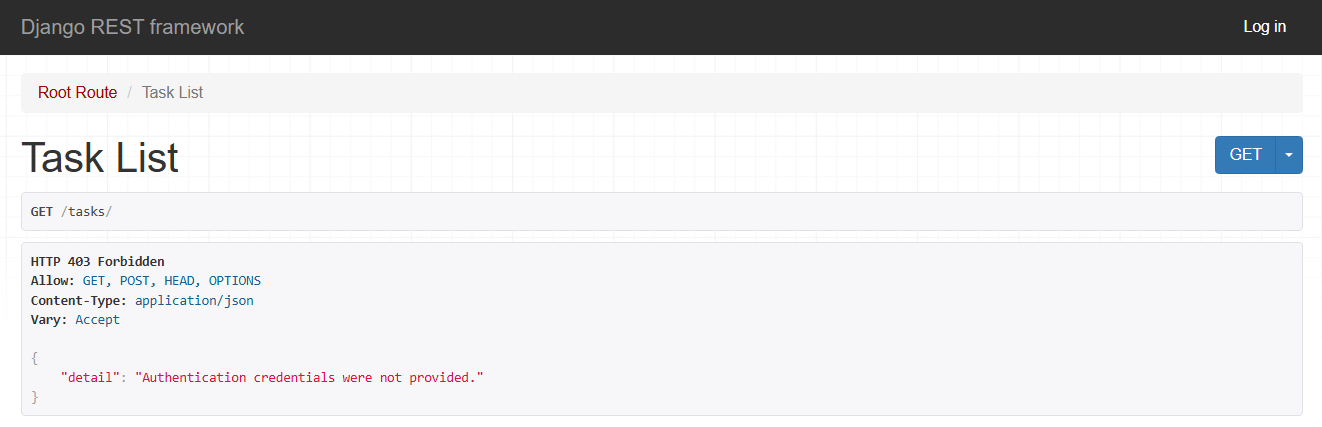 Django REST framework Log in
Root Route / Task List
Task List GET
GET /tasks/
HTTP 403 Forbidden
Allow: GET, POST, HEAD, OPTIONS
Content-Type: application/json
Vary: Accept
{
"detail": "Authentication credentials were not provided."
}